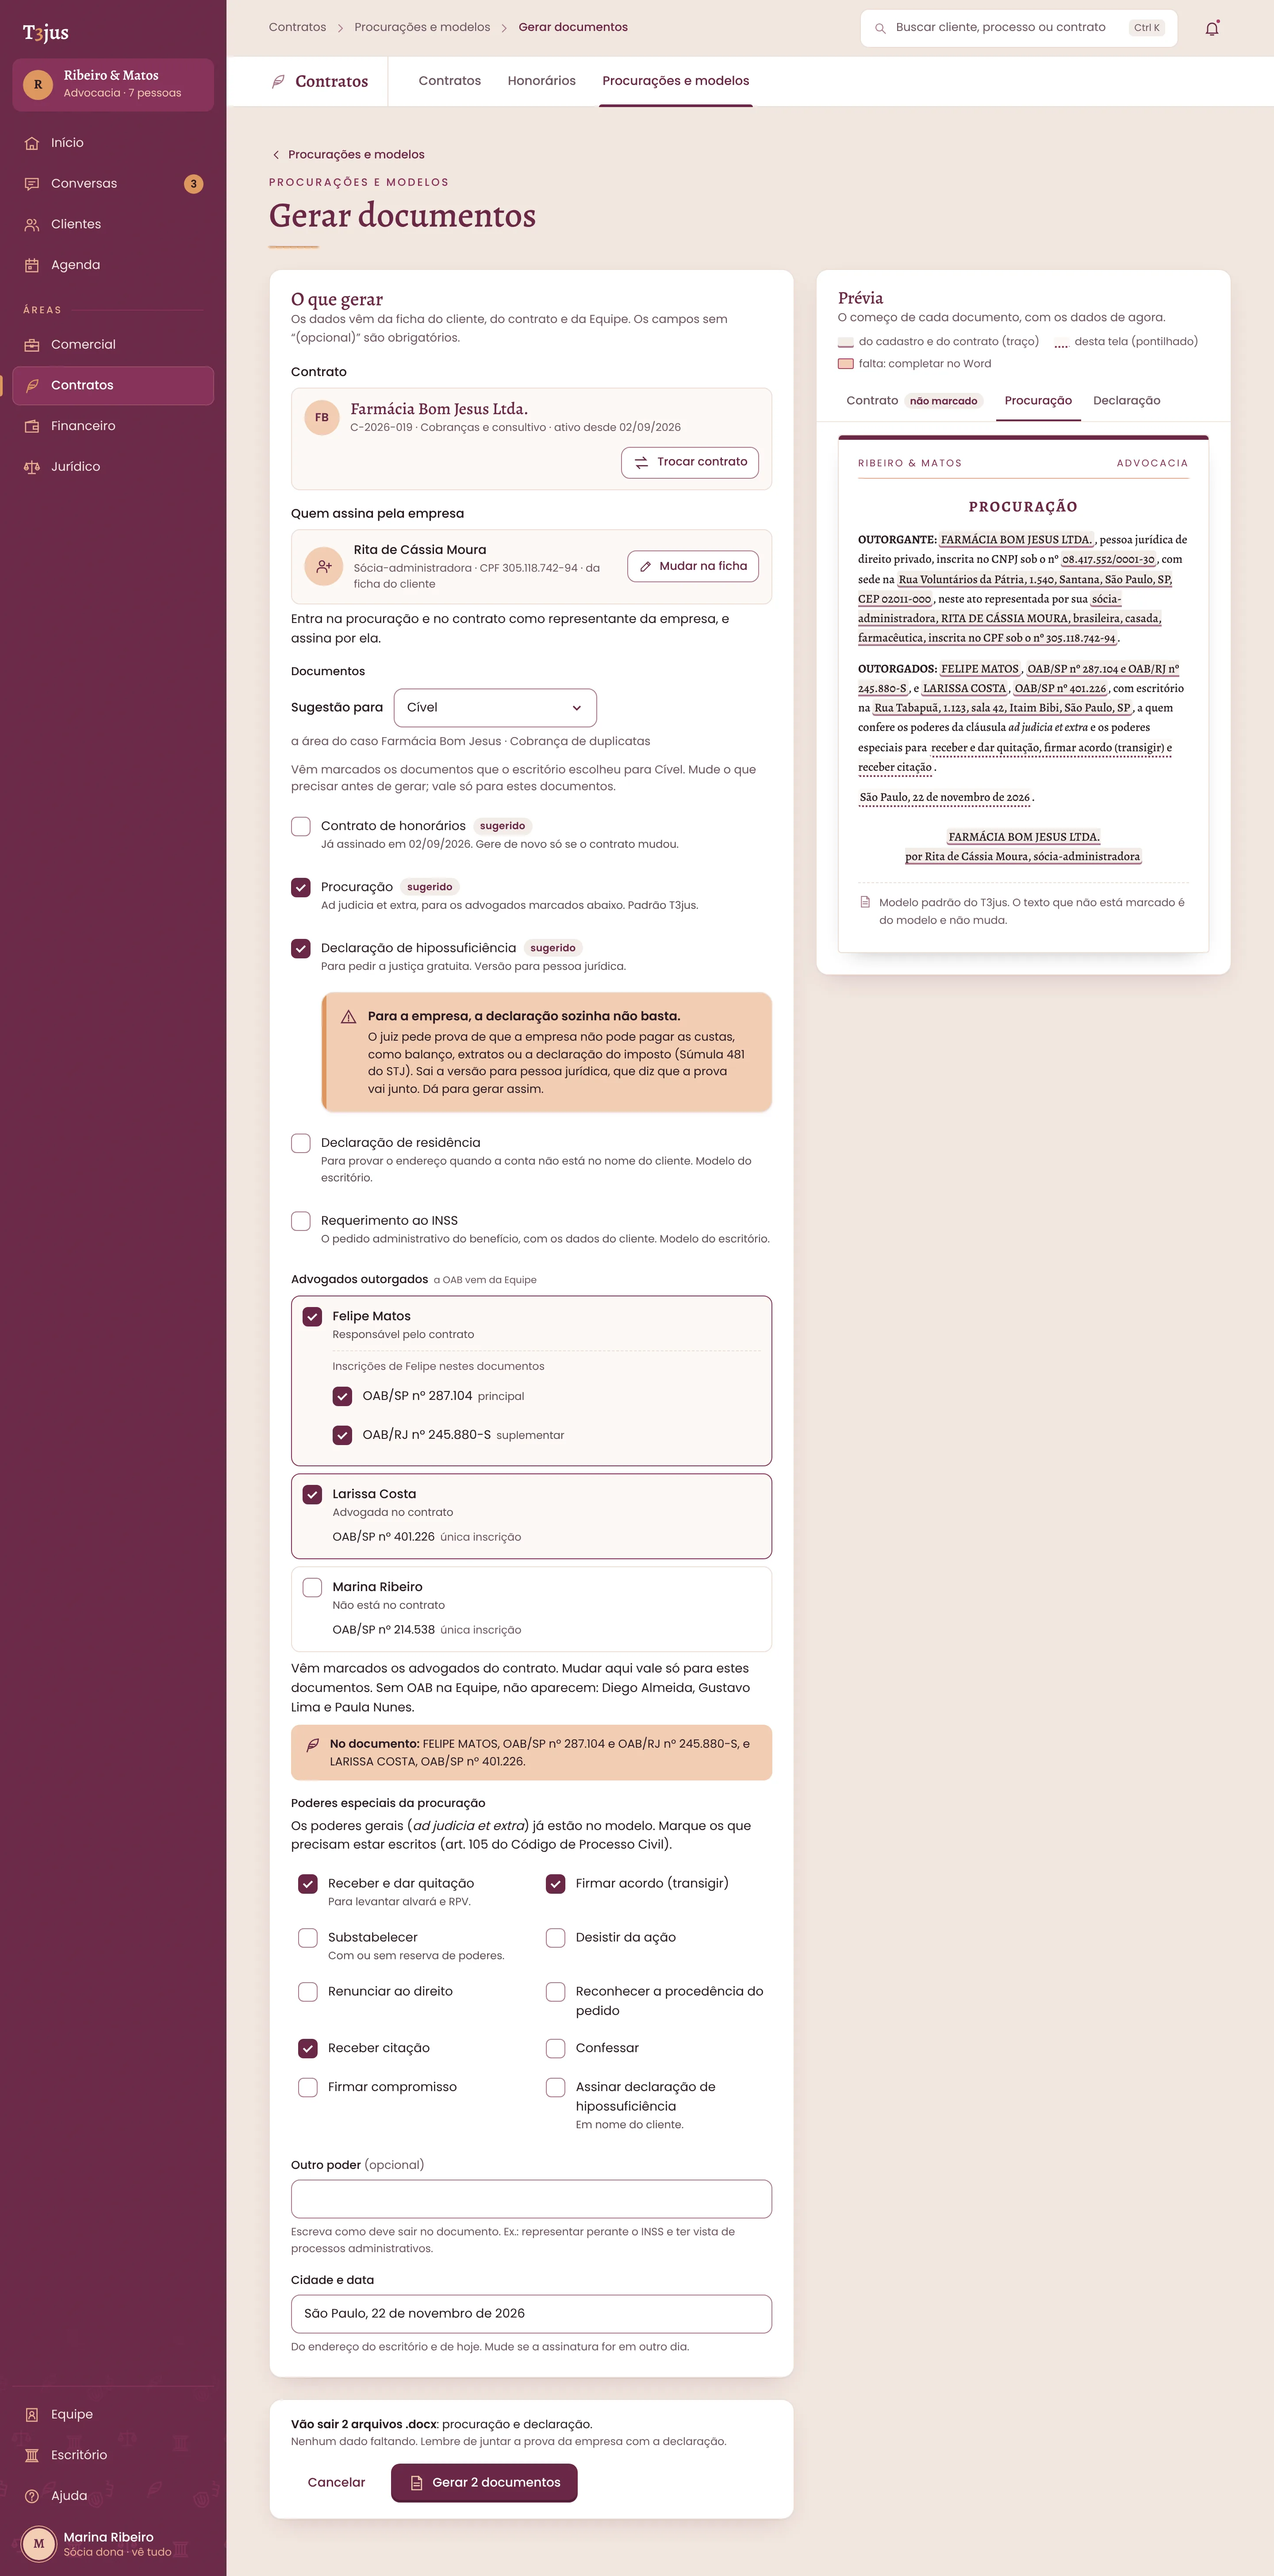 T3jus
Ribeiro & Matos
Advocacia · 7 pessoas
Início
Conversas 3
Clientes
Agenda
ÁREAS
Comercial
Contratos
Financeiro
Jurídico
Equipe
Escritório
Ajuda
M
Marina Ribeiro
Sócia dona · vê tudo
R
Contratos > Procurações e modelos > Gerar documentos
Buscar cliente, processo ou contrato Ctrl K
Contratos
Contratos Honorários Procurações e modelos
Procurações e modelos
PROCURAÇÕES E MODELOS
Gerar documentos
O que gerar
Os dados vêm da ficha do cliente, do contrato e da Equipe. Os campos sem
“(opcional)” são obrigatórios.
Contrato
FB
Farmácia Bom Jesus Ltda.
C-2026-019 · Cobranças e consultivo · ativo desde 02/09/2026
Trocar contrato
Quem assina pela empresa
Rita de Cássia Moura
Sócia-administradora · CPF 305.118.742-94 · da
ficha do cliente
Mudar na ficha
Entra na procuração e no contrato como representante da empresa, e
assina por ela.
Documentos
Sugestão para Cível
a área do caso Farmácia Bom Jesus · Cobrança de duplicatas
Vêm marcados os documentos que o escritório escolheu para Cível. Mude o que
precisar antes de gerar; vale só para estes documentos.
Contrato de honorários sugerido
Já assinado em 02/09/2026. Gere de novo só se o contrato mudou.
Procuração sugerido
Ad judicia et extra, para os advogados marcados abaixo. Padrão T3jus.
Declaração de hipossuficiência sugerido
Para pedir a justiça gratuita. Versão para pessoa jurídica.
Para a empresa, a declaração sozinha não basta.
O juiz pede prova de que a empresa não pode pagar as custas,
como balanço, extratos ou a declaração do imposto (Súmula 481
do STJ). Sai a versão para pessoa jurídica, que diz que a prova
vai junto. Dá para gerar assim.
Declaração de residência
Para provar o endereço quando a conta não está no nome do cliente. Modelo do
escritório.
Requerimento ao INSS
O pedido administrativo do benefício, com os dados do cliente. Modelo do escritório.
Advogados outorgados a OAB vem da Equipe
Felipe Matos
Responsável pelo contrato
Inscrições de Felipe nestes documentos
OAB/SP nº 287.104 principal
OAB/RJ nº 245.880-S suplementar
Larissa Costa
Advogada no contrato
OAB/SP nº 401.226 única inscrição
Marina Ribeiro
Não está no contrato
OAB/SP nº 214.538 única inscrição
Vêm marcados os advogados do contrato. Mudar aqui vale só para estes
documentos. Sem OAB na Equipe, não aparecem: Diego Almeida, Gustavo
Lima e Paula Nunes.
No documento: FELIPE MATOS, OAB/SP nº 287.104 e OAB/RJ nº 245.880-S, e
LARISSA COSTA, OAB/SP nº 401.226.
Poderes especiais da procuração
Os poderes gerais (ad judicia et extra) já estão no modelo. Marque os que
precisam estar escritos (art. 105 do Código de Processo Civil).
Receber e dar quitação
Para levantar alvará e RPV.
Firmar acordo (transigir)
Substabelecer
Com ou sem reserva de poderes.
Desistir da ação
Renunciar ao direito
Reconhecer a procedência do
pedido
Receber citação
Confessar
Firmar compromisso
Assinar declaração de
hipossuficiência
Em nome do cliente.
Outro poder (opcional)
Escreva como deve sair no documento. Ex.: representar perante o INSS e ter vista de
processos administrativos.
Cidade e data
São Paulo, 22 de novembro de 2026
Do endereço do escritório e de hoje. Mude se a assinatura for em outro dia.
Vão sair 2 arquivos .docx: procuração e declaração.
Nenhum dado faltando. Lembre de juntar a prova da empresa com a declaração.
Cancelar
Gerar 2 documentos
Prévia
O começo de cada documento, com os dados de agora.
do cadastro e do contrato (traço) desta tela (pontilhado)
falta: completar no Word
Contrato não marcado Procuração Declaração
RIBEIRO & MATOS ADVOCACIA
PROCURAÇÃO
OUTORGANTE: FARMÁCIA BOM JESUS LTDA., pessoa jurídica de
direito privado, inscrita no CNPJ sob o nº 08.417.552/0001-30, com
sede na Rua Voluntários da Pátria, 1.540, Santana, São Paulo, SP,
CEP 02011-000, neste ato representada por sua sócia-
administradora, RITA DE CÁSSIA MOURA, brasileira, casada,
farmacêutica, inscrita no CPF sob o nº 305.118.742-94.
OUTORGADOS: FELIPE MATOS, OAB/SP nº 287.104 e OAB/RJ nº
245.880-S, e LARISSA COSTA, OAB/SP nº 401.226, com escritório
na Rua Tabapuã, 1.123, sala 42, Itaim Bibi, São Paulo, SP, a quem
confere os poderes da cláusula ad judicia et extra e os poderes
especiais para receber e dar quitação, firmar acordo (transigir) e
receber citação.
São Paulo, 22 de novembro de 2026.
FARMÁCIA BOM JESUS LTDA.
por Rita de Cássia Moura, sócia-administradora
Modelo padrão do T3jus. O texto que não está marcado é
do modelo e não muda.